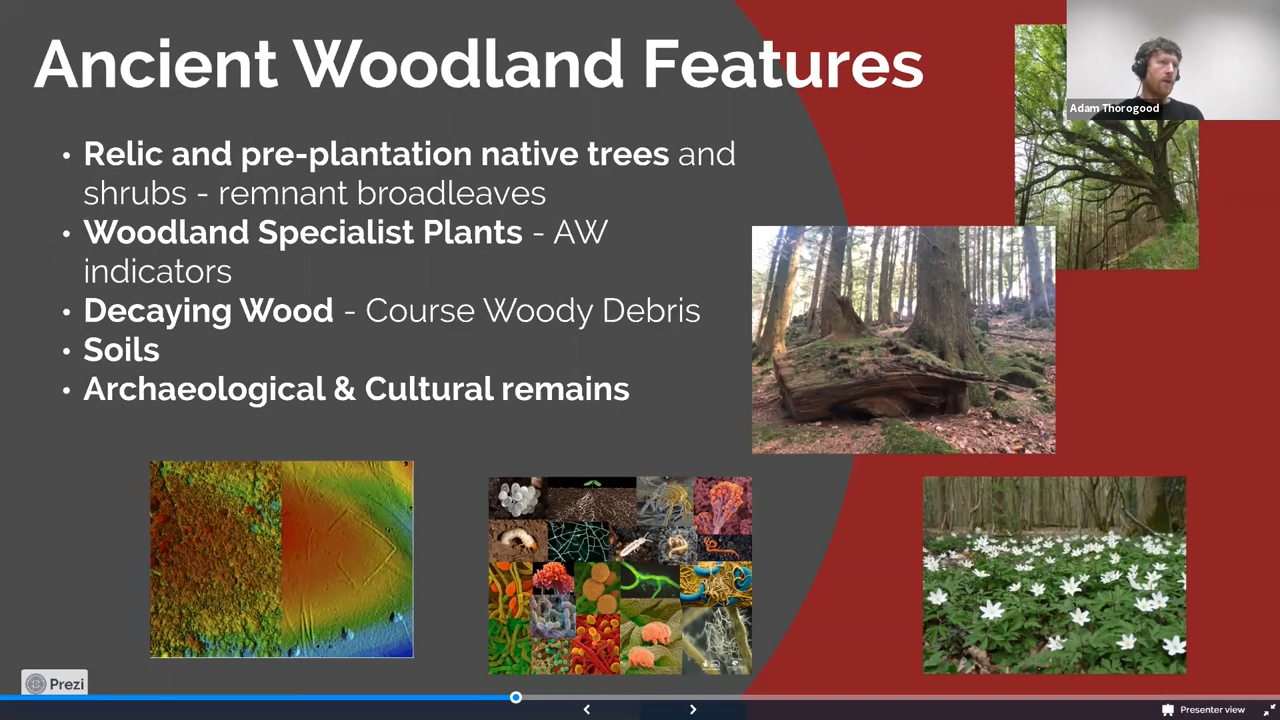 Ancient Woodland Features
Adam Thorogood
• Relic and pre-plantation native trees and
shrubs - remnant broadleaves
• Woodland Specialist Plants - AW
indicators
• Decaying Wood - Course Woody Debris
• Soils
• Archaeological & Cultural remains
Prezi
Presenter view